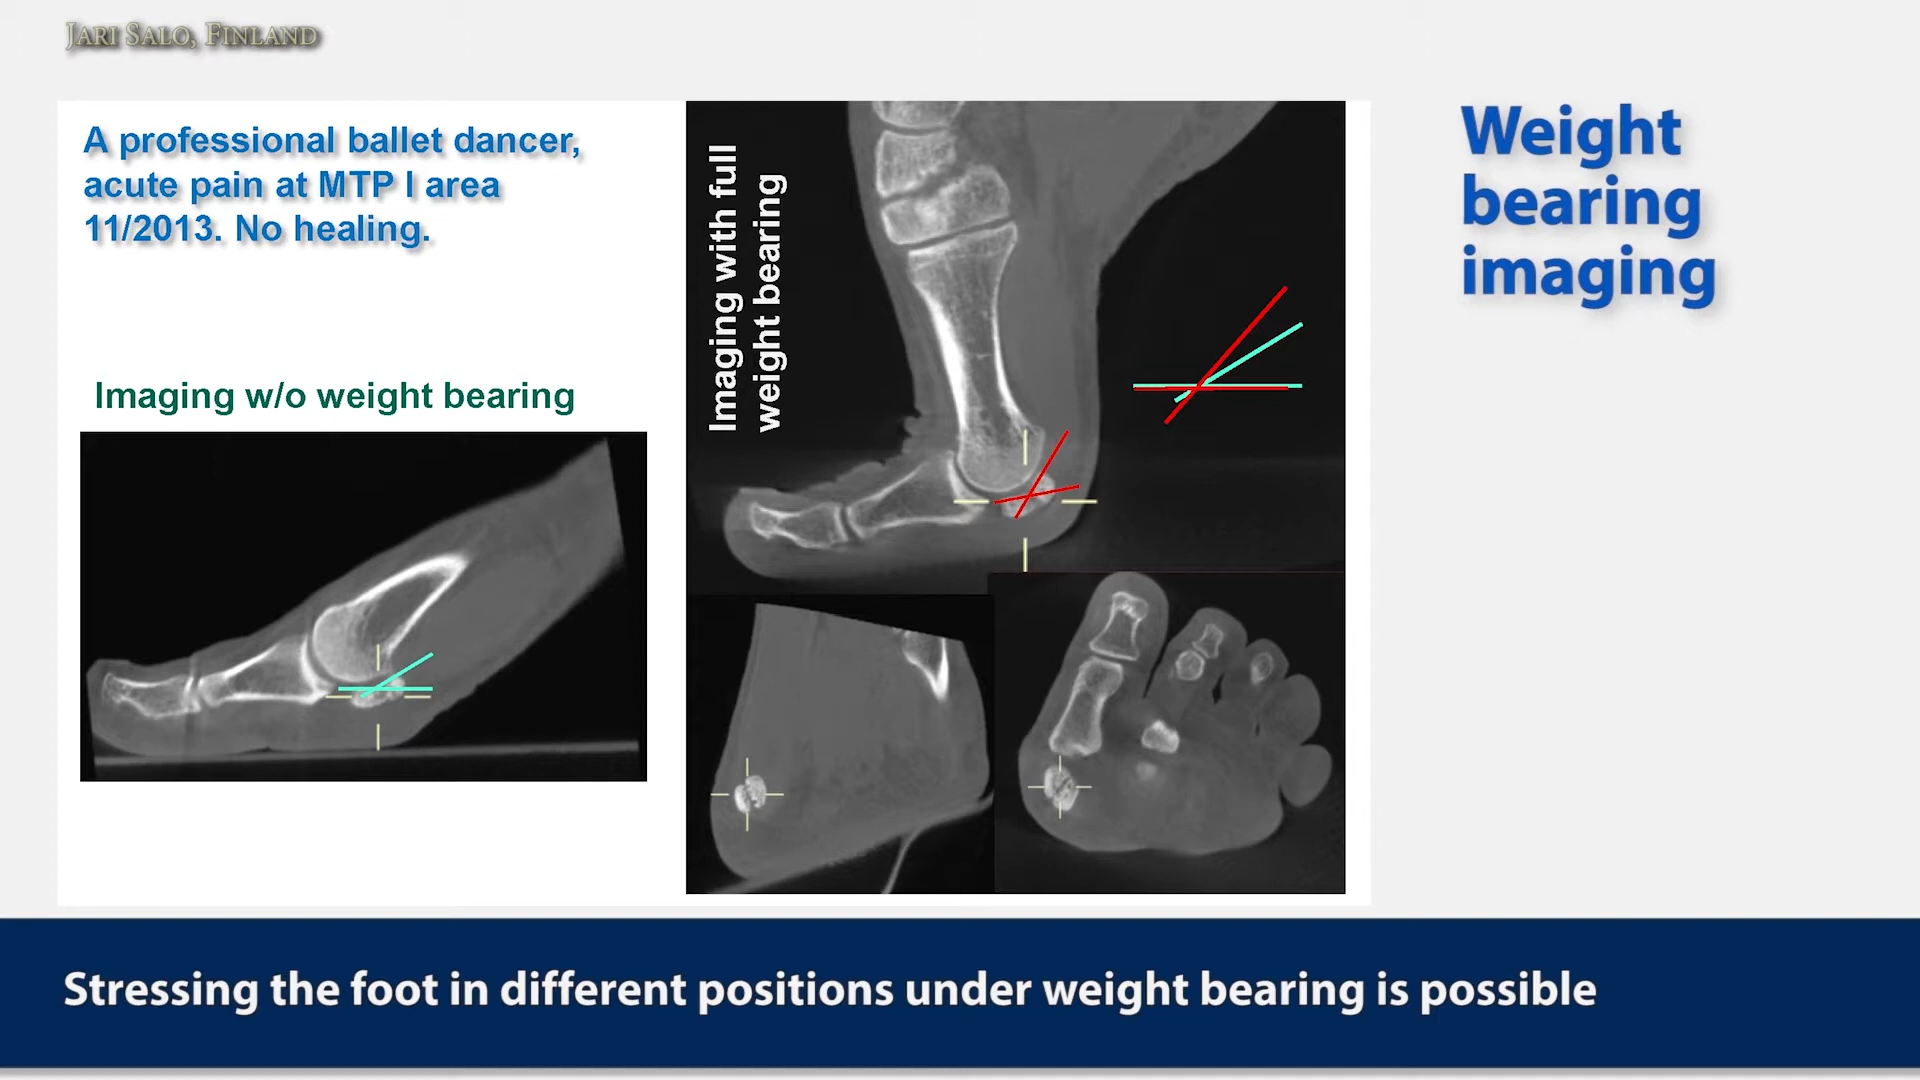 JARI SALO, FINLAND
A professional ballet dancer,
acute pain at MTP I area
11/2013. No healing.
Imaging w/o weight bearing
Imaging with full
weight bearing
Weight
bearing
imaging
Stressing the foot in different positions under weight bearing is possible